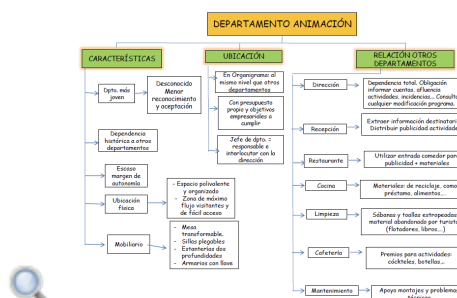 DEPARTAMENTO ANIMACIÓN
CARACTERÍSTICAS
Dpto. más
joven
Desconocido
Menor
reconocimiento
y aceptación
Dependencia
histórica a otros
departamentos
Escaso
margen de
autonomía
Ubicación
física
- Espacio polivalente
y organizado
- Zona de máximo
flujo visitantes y
de fácil acceso
Mobiliario
- Mesa
transformable.
- Sillas plegables
- Estanterías dos
profundidades
- Armarios con llave
UBICACIÓN
En Organigrama: al
mismo nivel que otros
departamentos
Con presupuesto
propio y objetivos
empresariales a
cumplir
Jefe de dpto. =
responsable e
interlocutor con la
dirección
RELACIÓN OTROS
DEPARTAMENTOS
Dirección
Dependencia total. Obligación
informar cuentas, afluencia
actividades, incidencias... Consulta
cualquier modificación programa.
Recepción
Extraer información destinatari
Distribuir publicidad actividade
Restaurante
Utilizar entrada comedor para
publicidad + materiales
Cocina
Materiales: de reciclaje, como
préstamo, alimentos,...
Limpieza
Sábanas y toallas estropeadas
material abandonado por turista
(flotadores, libros...)
Cafetería
Premios para actividades:
cócteles, botellas...
Mantenimiento
Apoyo montajes y problemas
técnicos